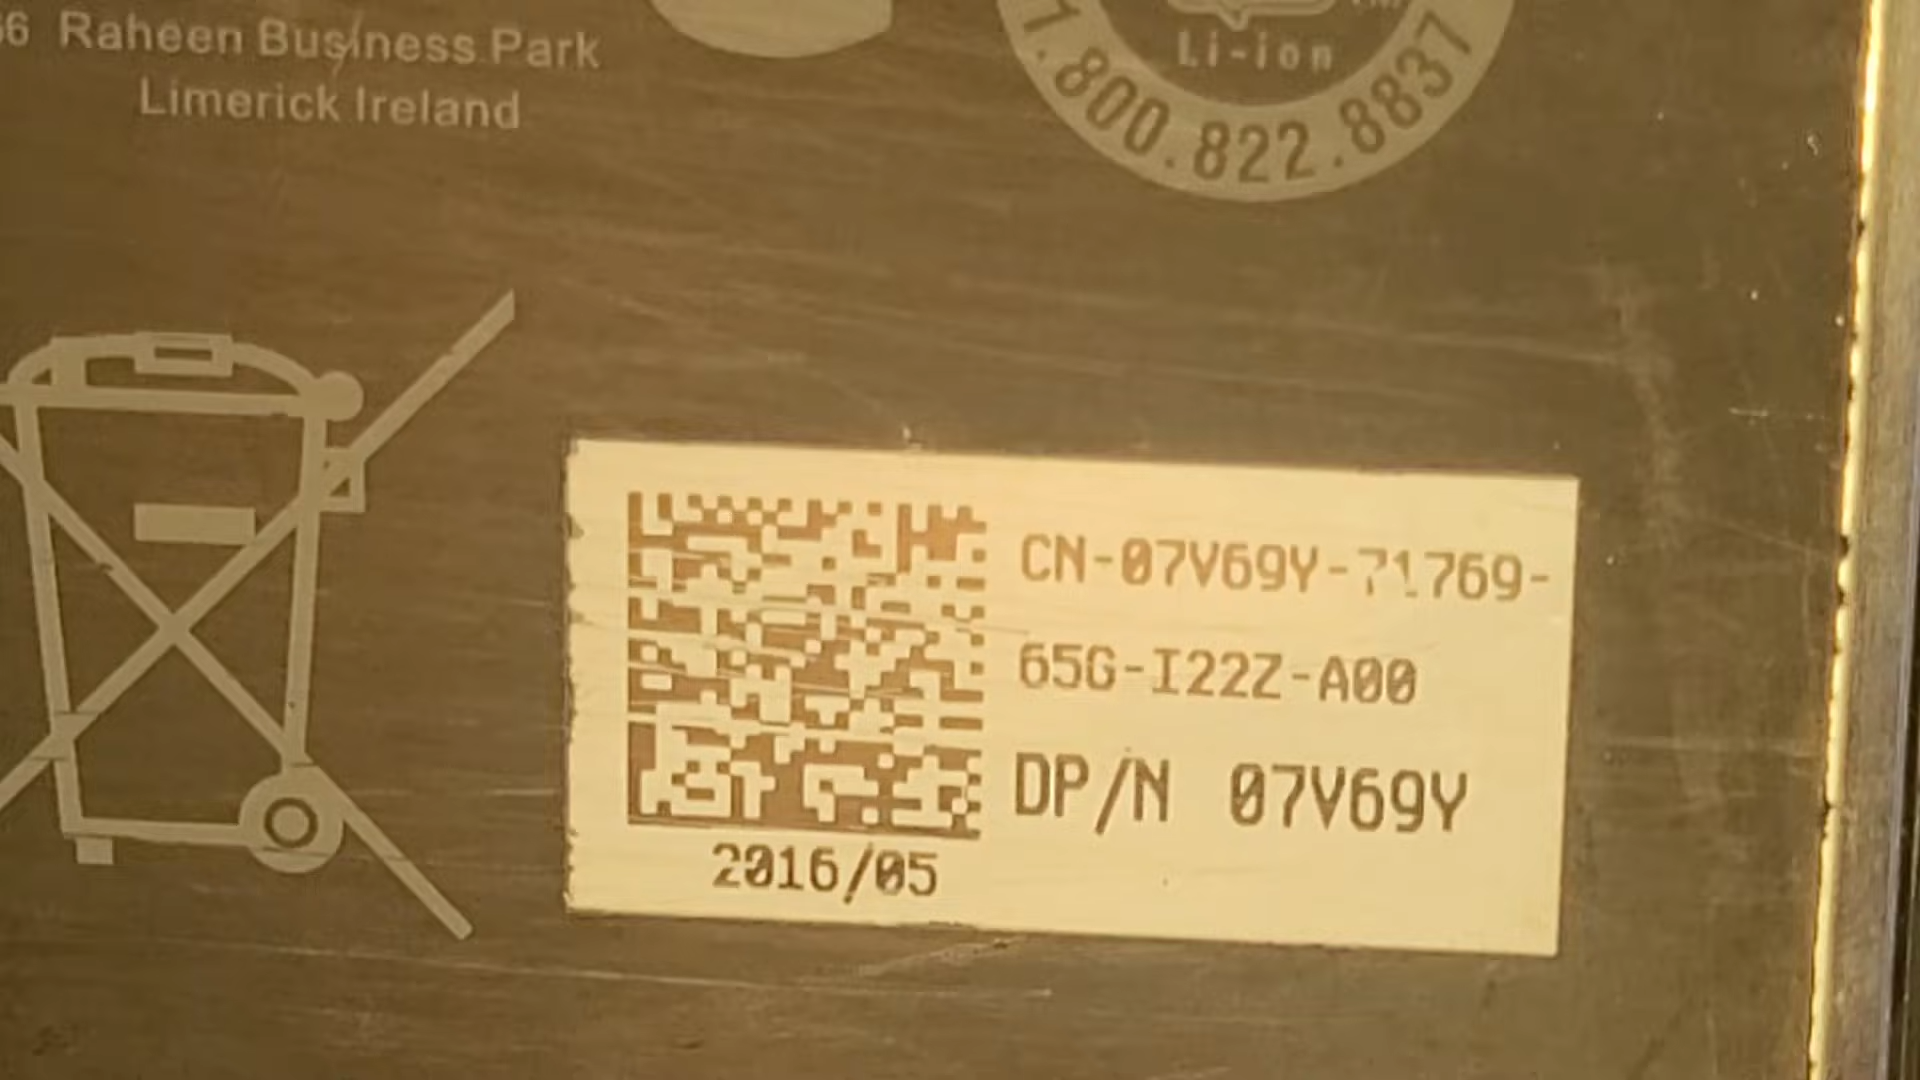 66 Raheen Business Park
Limerick Ireland
Li-ion
1.800.822.8837
CN-07V69Y-71769-
65G-I22Z-A00
DP/N 07V69Y
2016/05